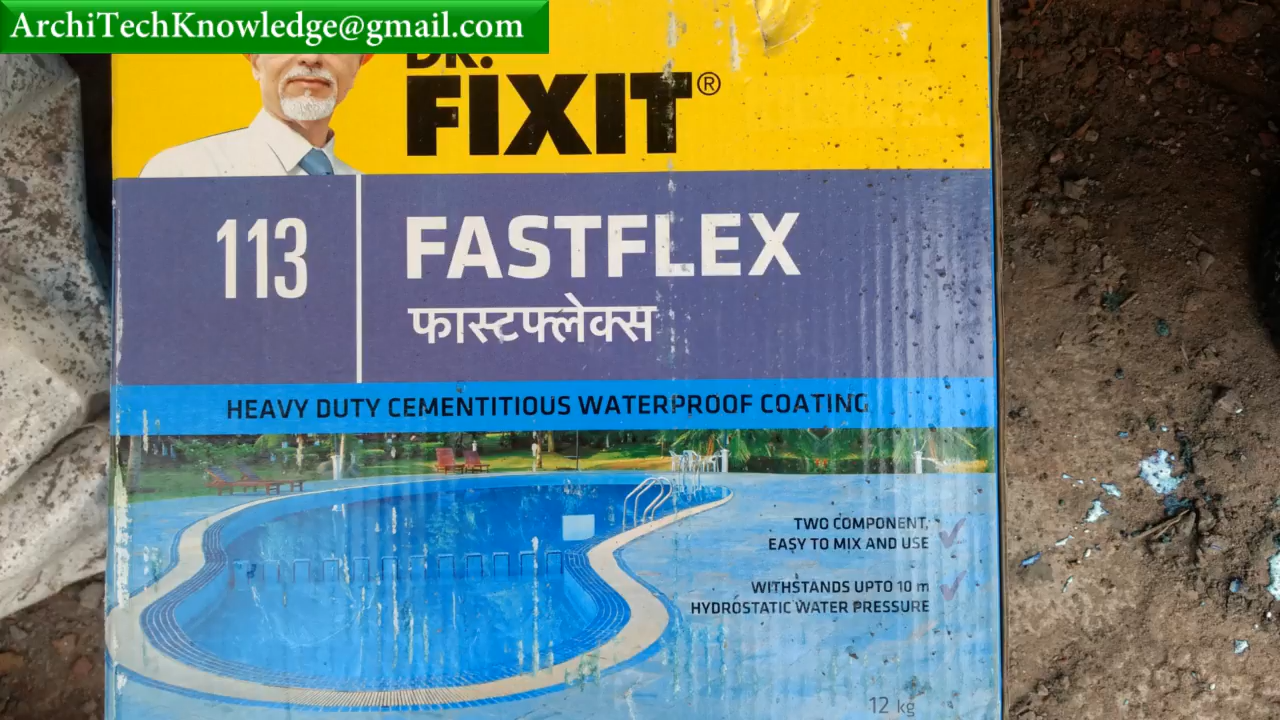 ArchiTechKnowledge@gmail.com
DR.
FIXIT®
113
FASTFLEX
फास्टफ्लेक्स
HEAVY DUTY CEMENTITIOUS WATERPROOF COATING
TWO COMPONENT,
EASY TO MIX AND USE
WITHSTANDS UPTO 10 m
HYDROSTATIC WATER PRESSURE
12 kg